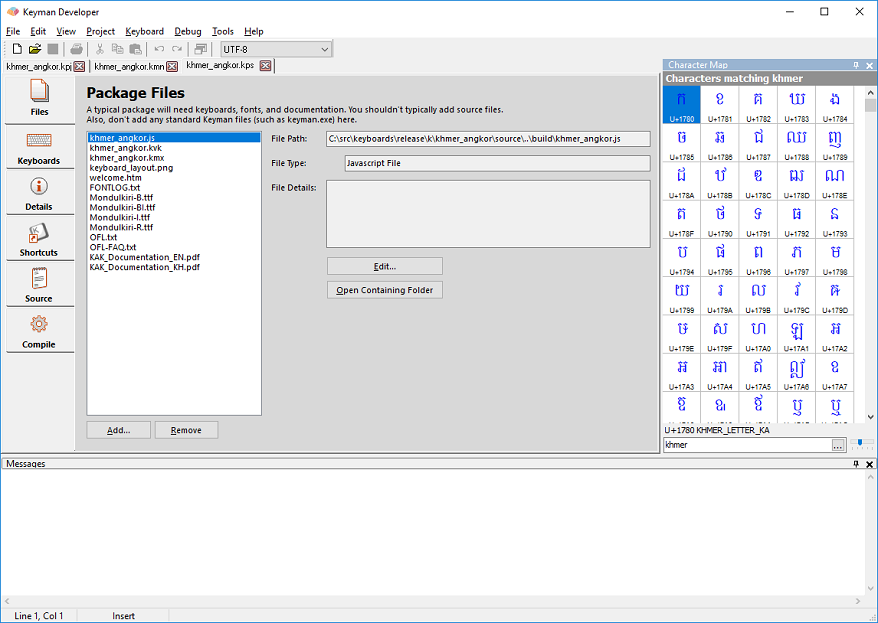 Keyman Developer
File Edit View Project Keyboard Debug Tools Help
UTF-8
khmer_angkor.kpj khmer_angkor.kmn khmer_angkor.kps
Files
Keyboards
Details
Shortcuts
Source
Compile
Package Files
A typical package will need keyboards, fonts, and documentation. You shouldn't typically add source files.
Also, don't add any standard Keyman files (such as keyman.exe) here.
khmer_angkor.js
khmer_angkor.kvk
khmer_angkor.kmx
keyboard_layout.png
welcome.htm
FONTLOG.txt
Mondulkiri-B.ttf
Mondulkiri-BI.ttf
Mondulkiri-I.ttf
Mondulkiri-R.ttf
OFL.txt
OFL-FAQ.txt
KAK_Documentation_EN.pdf
KAK_Documentation_KH.pdf
Add... Remove
File Path: C:\src\keyboards\release\k\khmer_angkor\source\..\build\khmer_angkor.js
File Type: Javascript File
File Details:
Edit...
Open Containing Folder
Character Map
Characters matching khmer
ក ខ គ ឃ ង
U+1780 U+1781 U+1782 U+1783 U+1784
ច ឆ ជ ឈ ញ
U+1785 U+1786 U+1787 U+1788 U+1789
ដ ឋ ឌ ឍ ណ
U+178A U+178B U+178C U+178D U+178E
ត ថ ទ ធ ន
U+178F U+1790 U+1791 U+1792 U+1793
ប ផ ព ភ ម
U+1794 U+1795 U+1796 U+1797 U+1798
យ រ ល វ ឝ
U+1799 U+179A U+179B U+179C U+179D
ឞ ស ហ ឡ អ
U+179E U+179F U+17A0 U+17A1 U+17A2
ឣ ឤ ឥ ឦ ឧ
U+17A3 U+17A4 U+17A5 U+17A6 U+17A7
ឨ ឩ ឪ ឫ ឬ
U+1780 KHMER_LETTER_KA
khmer
...
Messages
Line 1, Col 1 Insert